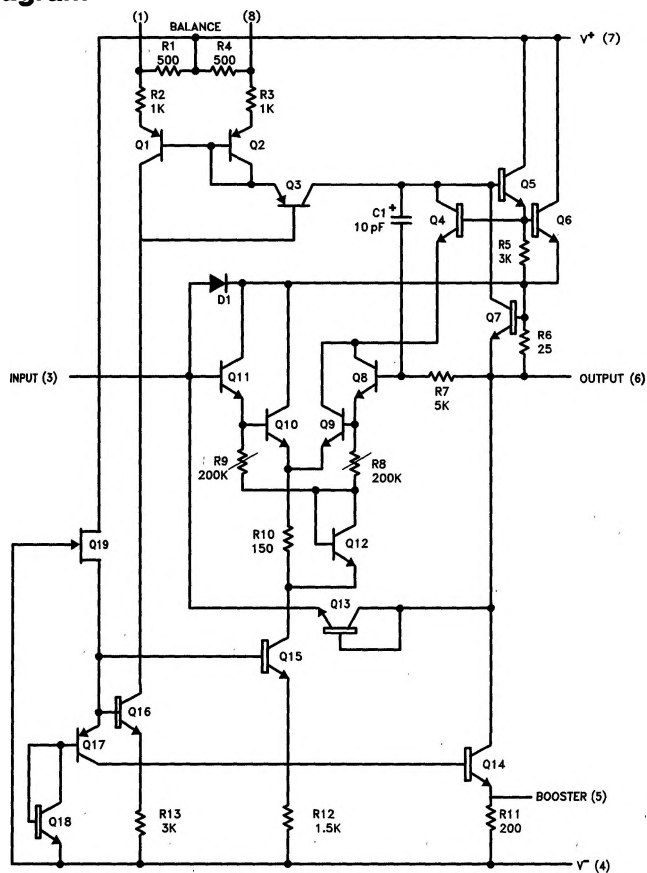 agram
(1)
BALANCE
(8)
R1
500
R4
500
V+ (7)
R2
1K
R3
1K
Q1
Q2
Q3
Q5
C1
+
10 pF
Q4
Q6
R5
3K
D1
Q7
R6
25
INPUT (3)
Q11
Q8
R7
5K
OUTPUT (6)
Q10
Q9
R9
200K
R8
200K
R10
150
Q12
Q19
Q13
Q15
Q16
Q17
Q14
BOOSTER (5)
Q18
R13
3K
R12
1.5K
R11
200
V− (4)